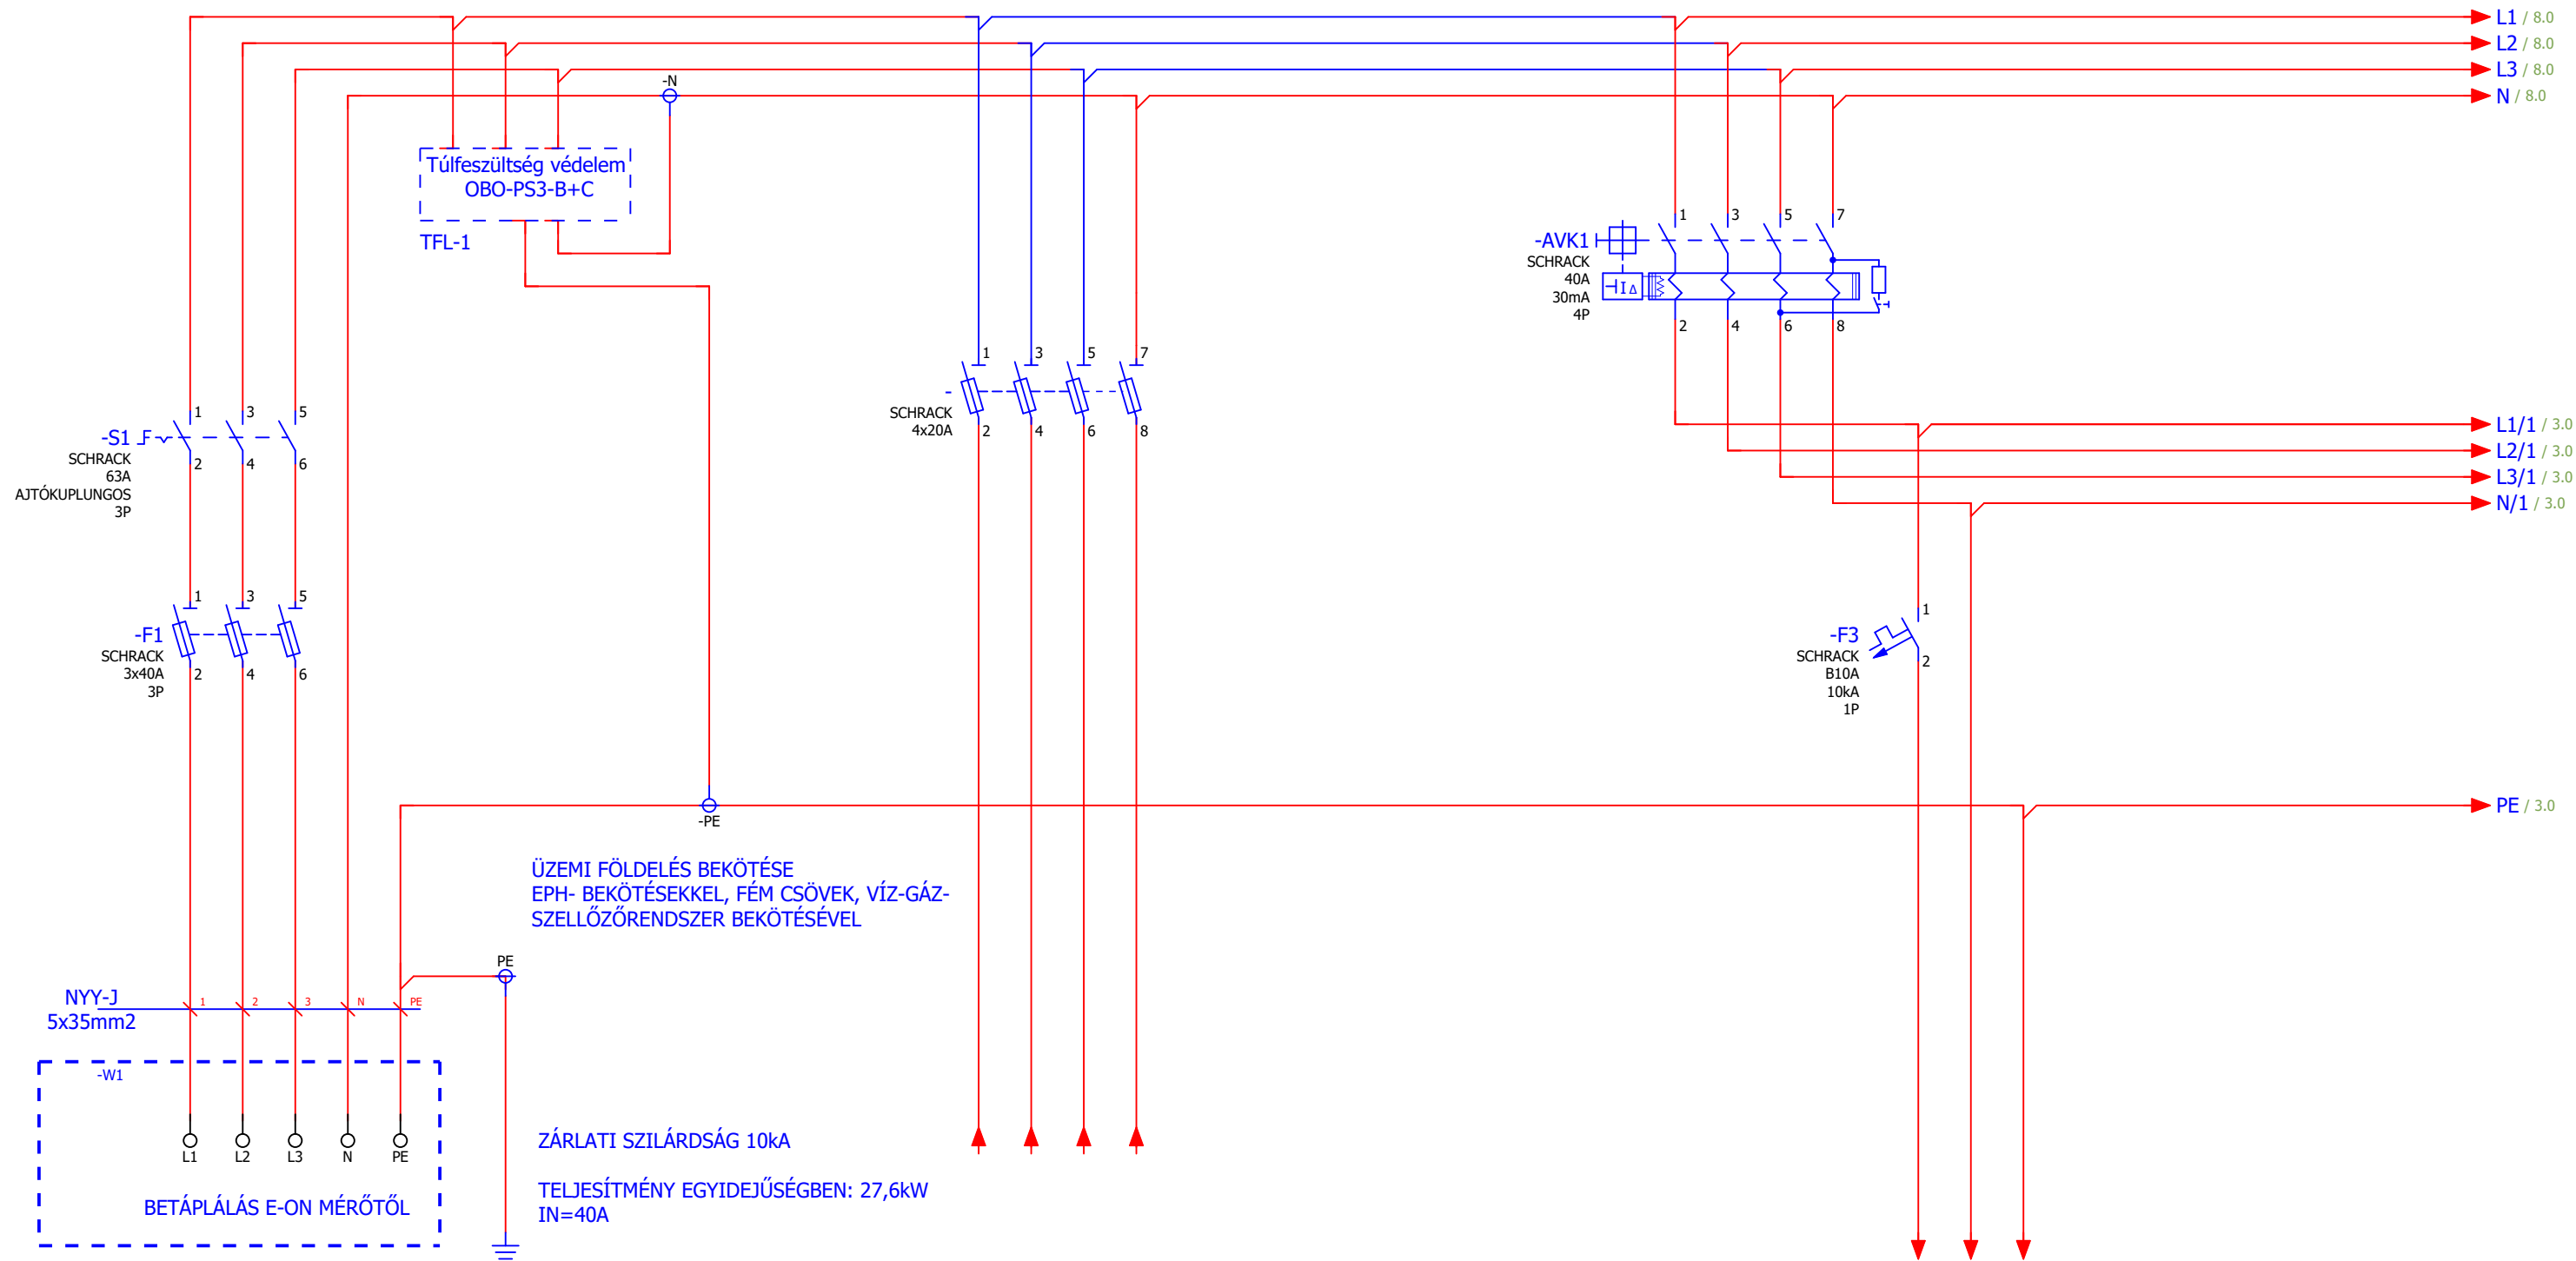 L1 / 8.0
L2 / 8.0
L3 / 8.0
N / 8.0
-N
Túlfeszültség védelem
OBO-PS3-B+C
TFL-1
1 3 5 7
-AVK1
SCHRACK
40A
30mA
4P
I Δ
2 4 6 8
1 3 5 7
-
SCHRACK
4x20A
2 4 6 8
1 3 5
-S1
SCHRACK
63A
AJTÓKUPLUNGOS
3P
2 4 6
L1/1 / 3.0
L2/1 / 3.0
L3/1 / 3.0
N/1 / 3.0
1 3 5
-F1
SCHRACK
3x40A
3P
2 4 6
1
-F3
SCHRACK
B10A
10kA
1P
2
PE / 3.0
-PE
ÜZEMI FÖLDELÉS BEKÖTÉSE
EPH- BEKÖTÉSEKKEL, FÉM CSÖVEK, VÍZ-GÁZ-
SZELLŐZŐRENDSZER BEKÖTÉSÉVEL
PE
NYY-J
5x35mm2
1 2 3 N PE
-W1
L1 L2 L3 N PE
BETÁPLÁLÁS E-ON MÉRŐTŐL
ZÁRLATI SZILÁRDSÁG 10kA
TELJESÍTMÉNY EGYIDEJŰSÉGBEN: 27,6kW
IN=40A